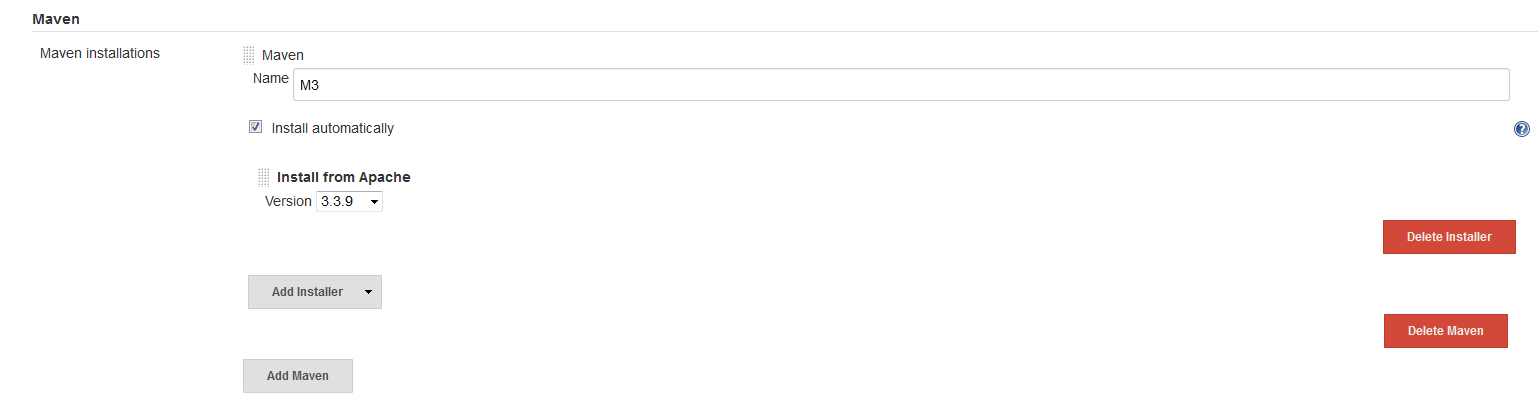 Maven
Maven installations
Maven
Name
M3
Install automatically
?
Install from Apache
Version 3.3.9
Delete Installer
Add Installer
Delete Maven
Add Maven